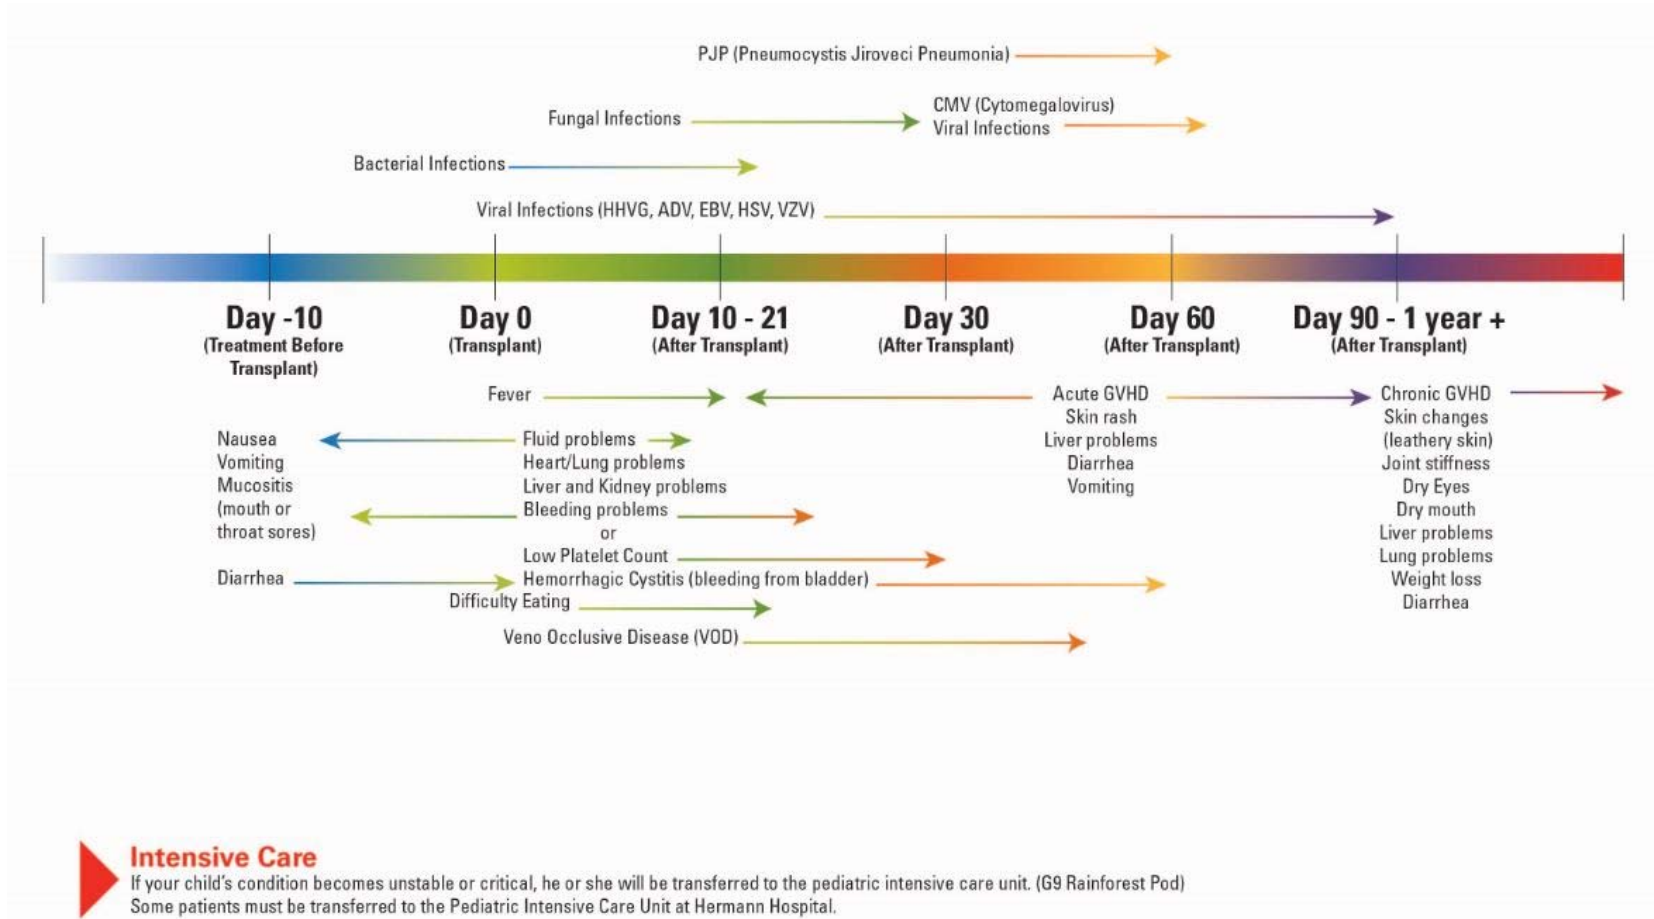 PJP (Pneumocystis Jiroveci Pneumonia)
Fungal Infections
CMV (Cytomegalovirus)
Viral Infections
Bacterial Infections
Viral Infections (HHVG, ADV, EBV, HSV, VZV)
Day -10
(Treatment Before
Transplant)
Day 0
(Transplant)
Day 10 - 21
(After Transplant)
Day 30
(After Transplant)
Day 60
(After Transplant)
Day 90 - 1 year +
(After Transplant)
Fever
Nausea
Vomiting
Mucositis
(mouth or
throat sores)
Diarrhea
Fluid problems
Heart/Lung problems
Liver and Kidney problems
Bleeding problems
or
Low Platelet Count
Hemorrhagic Cystitis (bleeding from bladder)
Difficulty Eating
Veno Occlusive Disease (VOD)
Acute GVHD
Skin rash
Liver problems
Diarrhea
Vomiting
Chronic GVHD
Skin changes
(leathery skin)
Joint stiffness
Dry Eyes
Dry mouth
Liver problems
Lung problems
Weight loss
Diarrhea
Intensive Care
If your child's condition becomes unstable or critical, he or she will be transferred to the pediatric intensive care unit. (G9 Rainforest Pod)
Some patients must be transferred to the Pediatric Intensive Care Unit at Hermann Hospital.